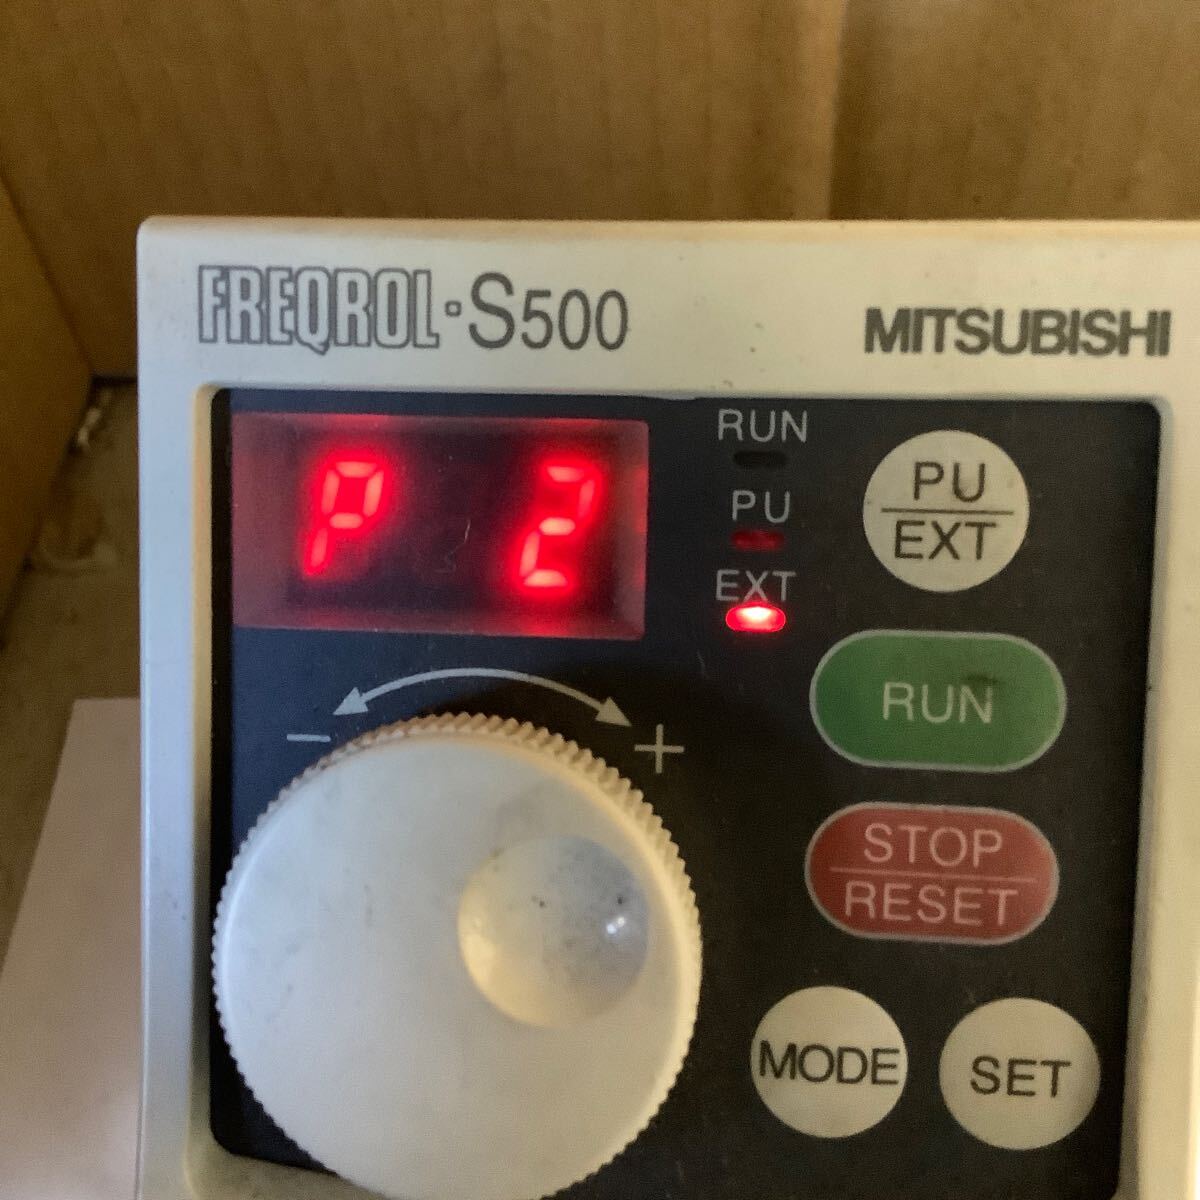 FREQROL-S500
MITSUBISHI
P 2
RUN
PU
EXT
PU
EXT
RUN
STOP
RESET
− +
MODE
SET